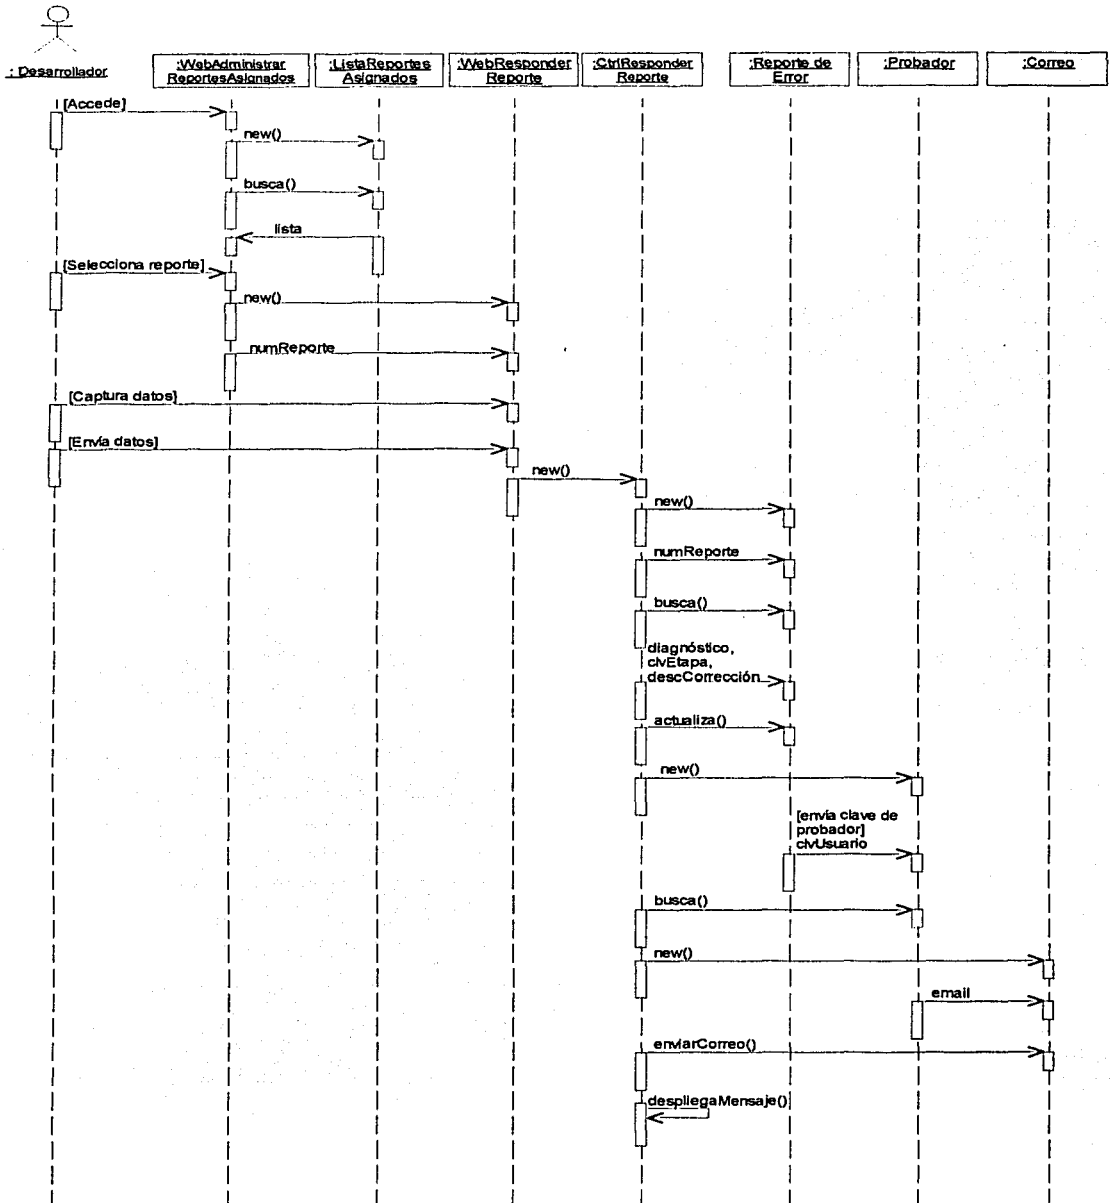 : Desarrollador
:WebAdministrar
ReportesAsignados
:ListaReportes
Asignados
:WebResponder
Reporte
:CtrlResponder
Reporte
:Reporte de
Error
:Probador
:Correo
[Accede]
new()
busca()
lista
[Selecciona reporte]
new()
numReporte
[Captura datos]
[Envía datos]
new()
new()
numReporte
busca()
diagnóstico,
clvEtapa,
descCorrección
actualiza()
new()
[envía clave de
probador]
clvUsuario
busca()
new()
email
enviarCorreo()
despliegaMensaje()